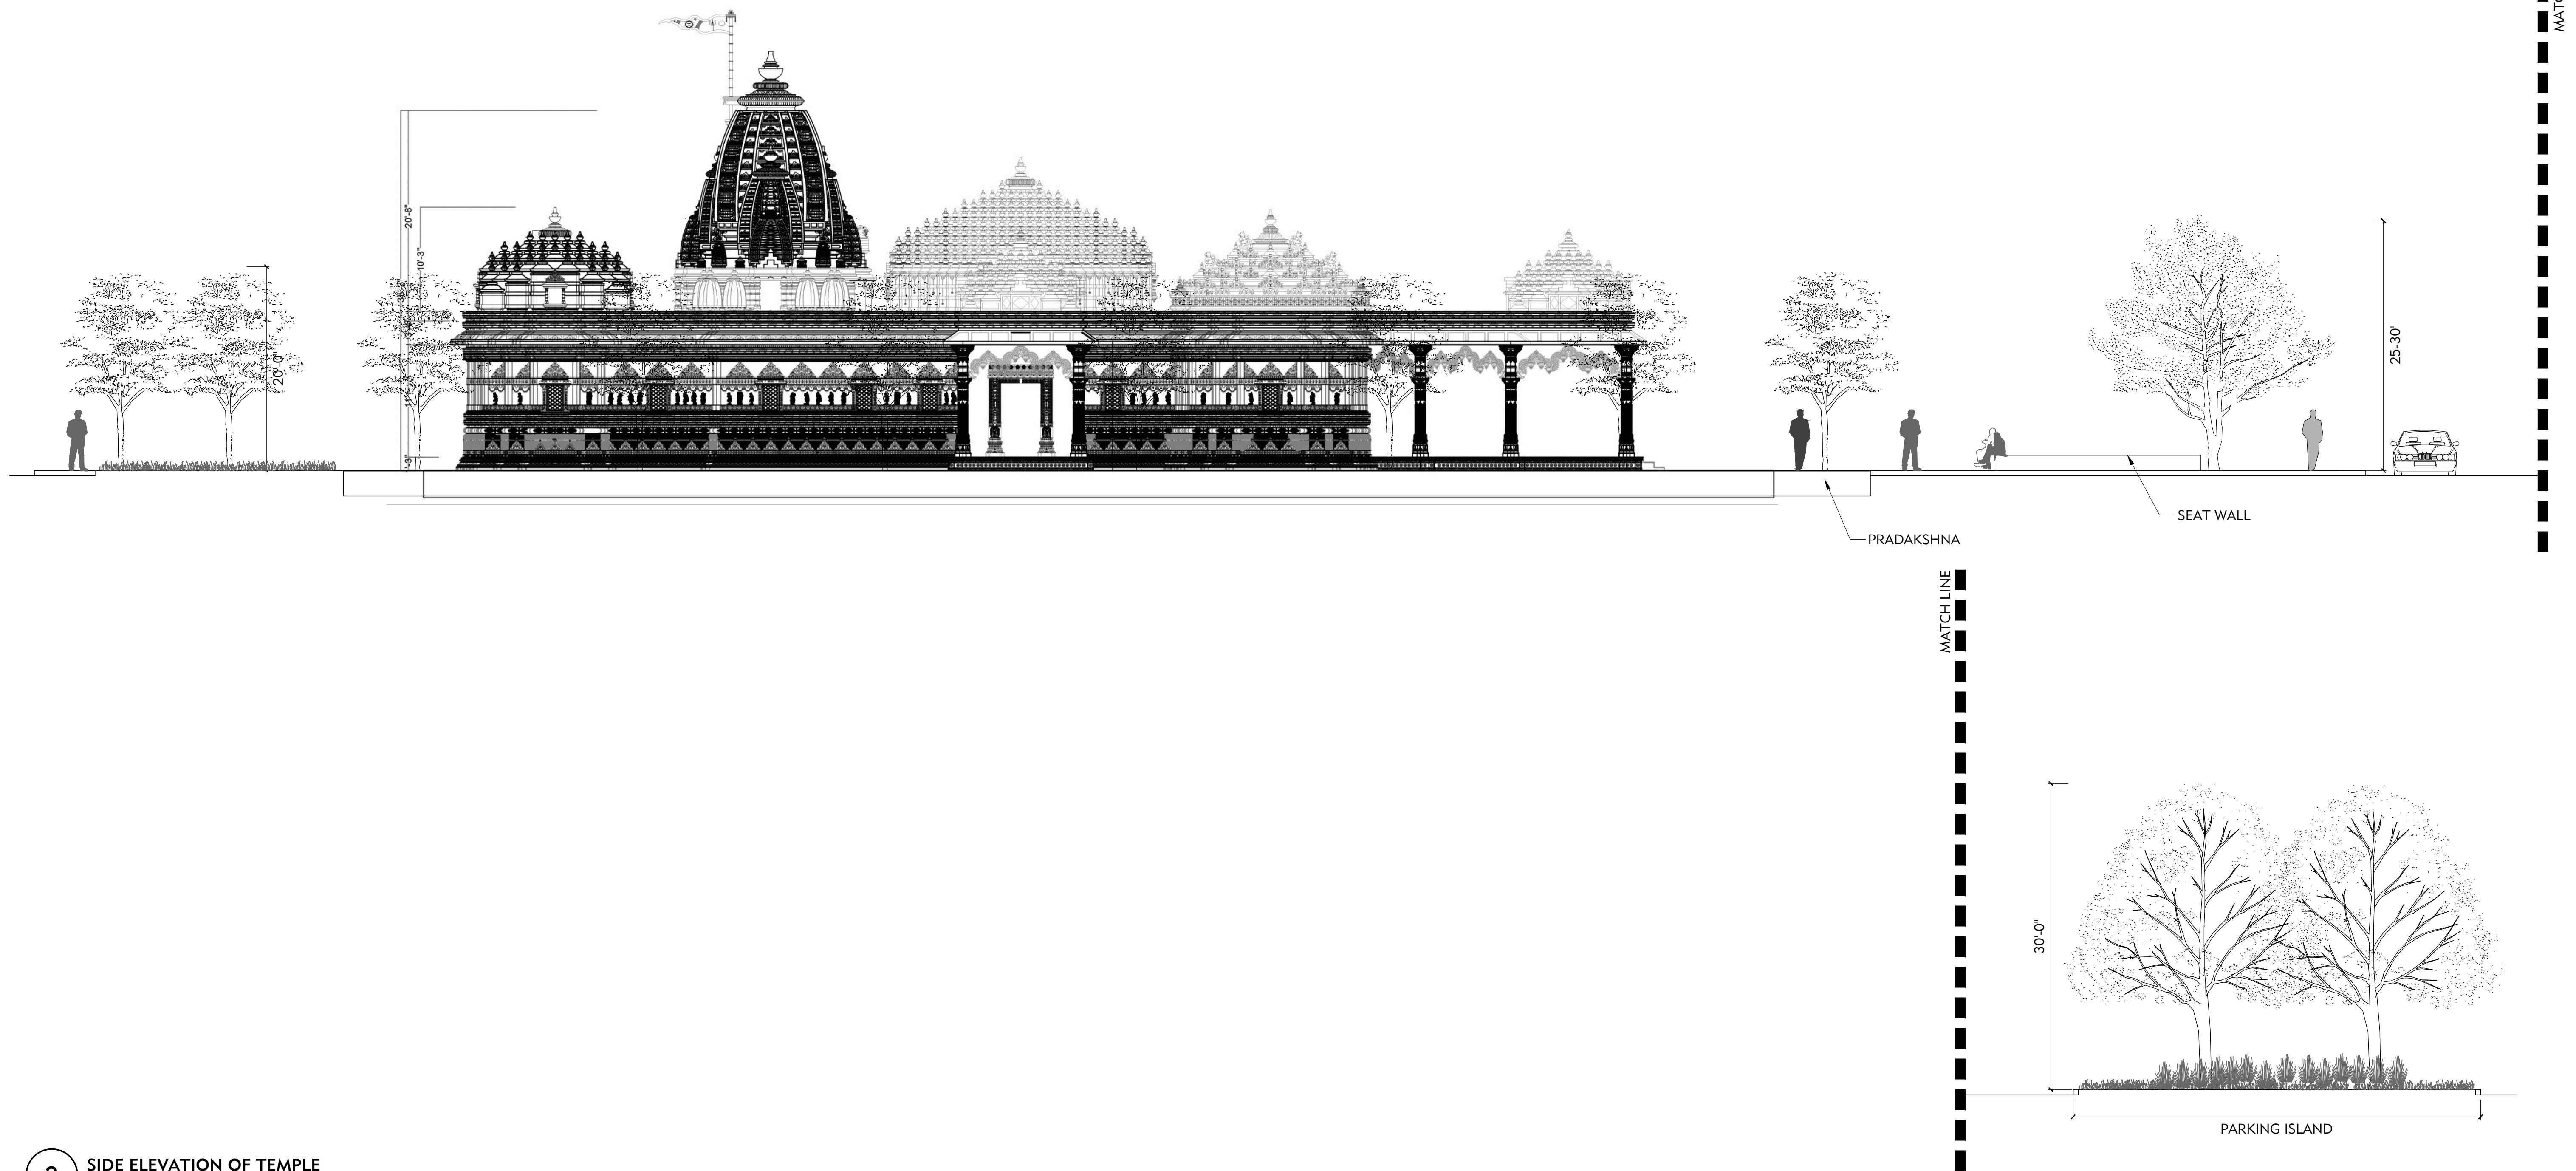 MATC
20'-8"
10'-3"
20'-0"
25-30'
SEAT WALL
PRADAKSHNA
MATCH LINE
30'-0"
PARKING ISLAND
SIDE ELEVATION OF TEMPLE